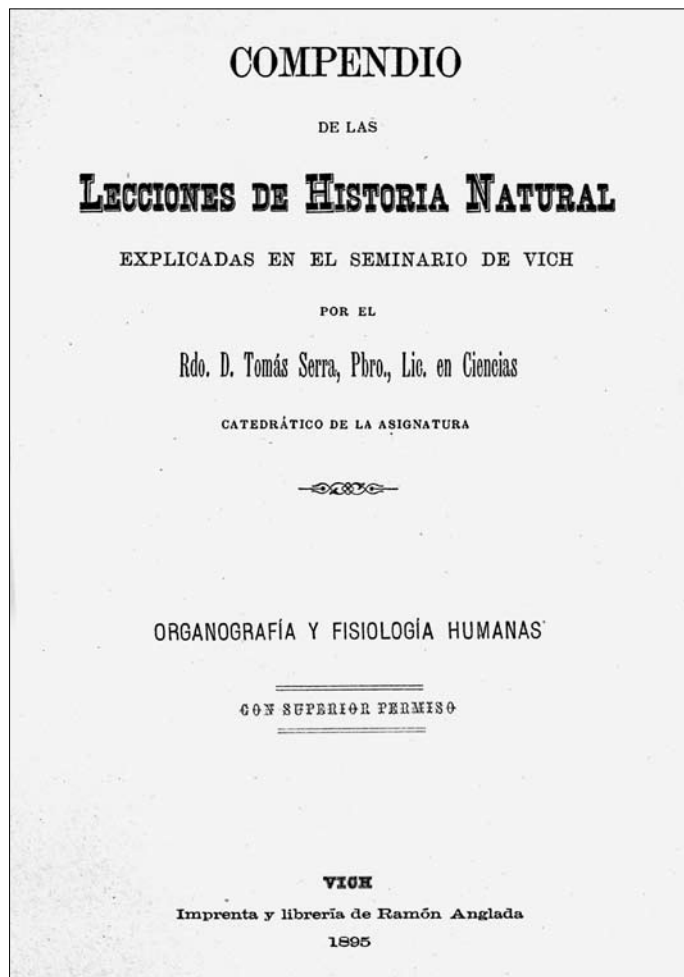 COMPENDIO
DE LAS
LECCIONES DE HISTORIA NATURAL
EXPLICADAS EN EL SEMINARIO DE VICH
POR EL
Rdo. D. Tomás Serra, Pbro., Lic. en Ciencias
CATEDRÁTICO DE LA ASIGNATURA
ORGANOGRAFÍA Y FISIOLOGÍA HUMANAS
CON SUPERIOR PERMISO
VICH
Imprenta y librería de Ramón Anglada
1895